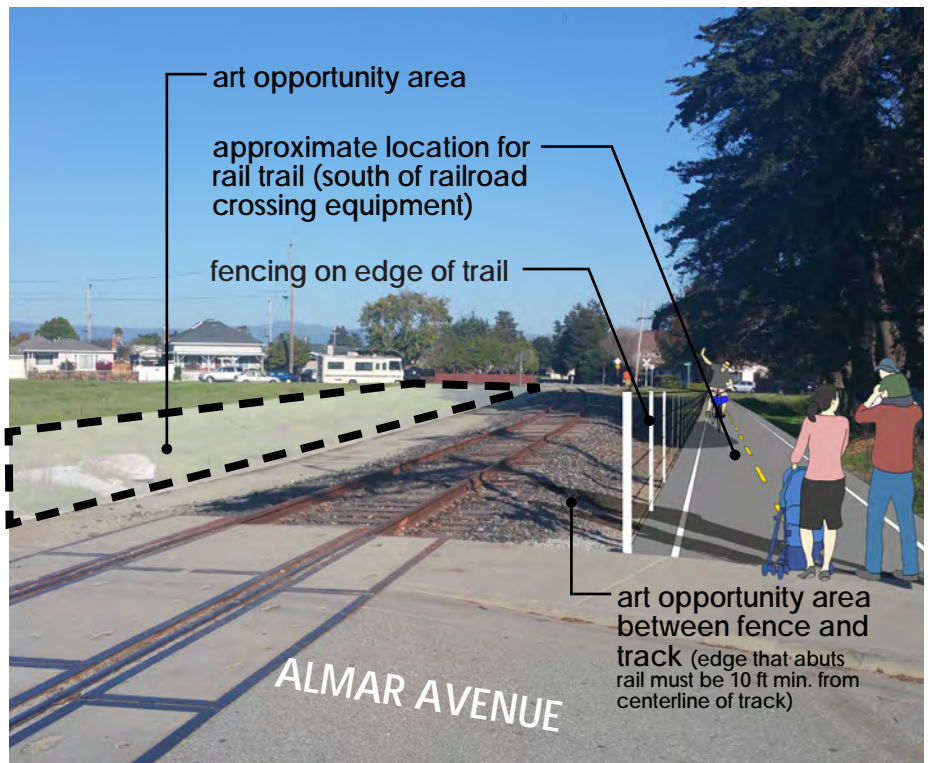 art opportunity area
approximate location for
rail trail (south of railroad
crossing equipment)
fencing on edge of trail
art opportunity area
between fence and
track (edge that abuts
rail must be 10 ft min. from
centerline of track)
ALMAR AVENUE